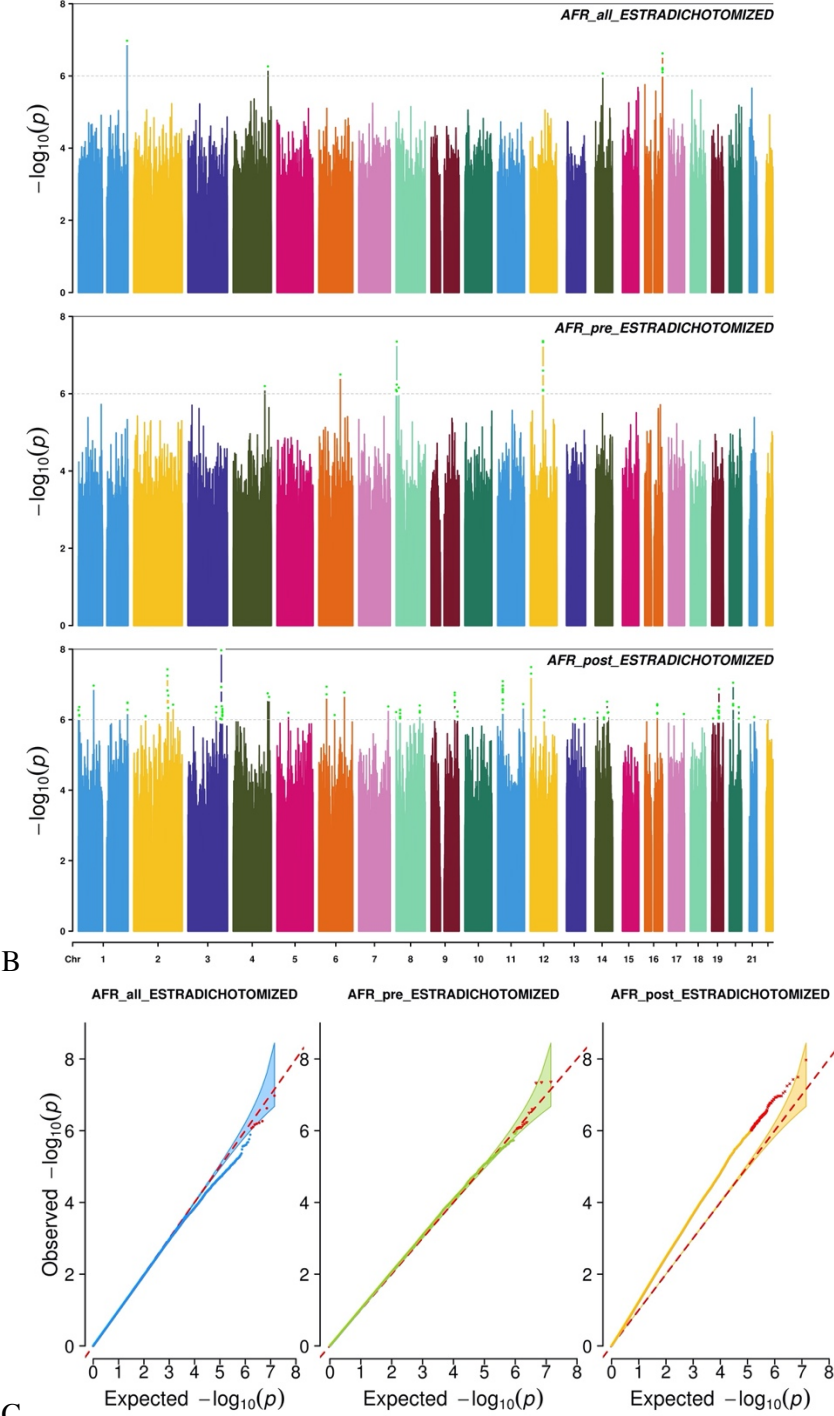 AFR_all_ESTRADICHOTOMIZED
8
6
4
2
0
−log10(p)
AFR_pre_ESTRADICHOTOMIZED
8
6
4
2
0
−log10(p)
AFR_post_ESTRADICHOTOMIZED
8
6
4
2
0
−log10(p)
Chr 1 2 3 4 5 6 7 8 9 10 11 12 13 14 15 16 17 18 19 21
B
AFR_all_ESTRADICHOTOMIZED AFR_pre_ESTRADICHOTOMIZED AFR_post_ESTRADICHOTOMIZED
8 8 8
6 6 6
4 4 4
2 2 2
0 0 0
Observed −log10(p)
0 1 2 3 4 5 6 7 8 0 1 2 3 4 5 6 7 8 0 1 2 3 4 5 6 7 8
Expected −log10(p) Expected −log10(p) Expected −log10(p)